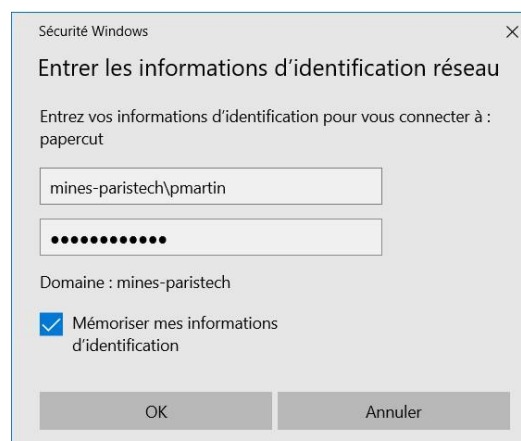 Sécurité Windows
Entrer les informations d’identification réseau
Entrez vos informations d’identification pour vous connecter à :
papercut
mines-paristech\pmartin
●●●●●●●●●●●●
Domaine : mines-paristech
Mémoriser mes informations
d’identification
OK
Annuler